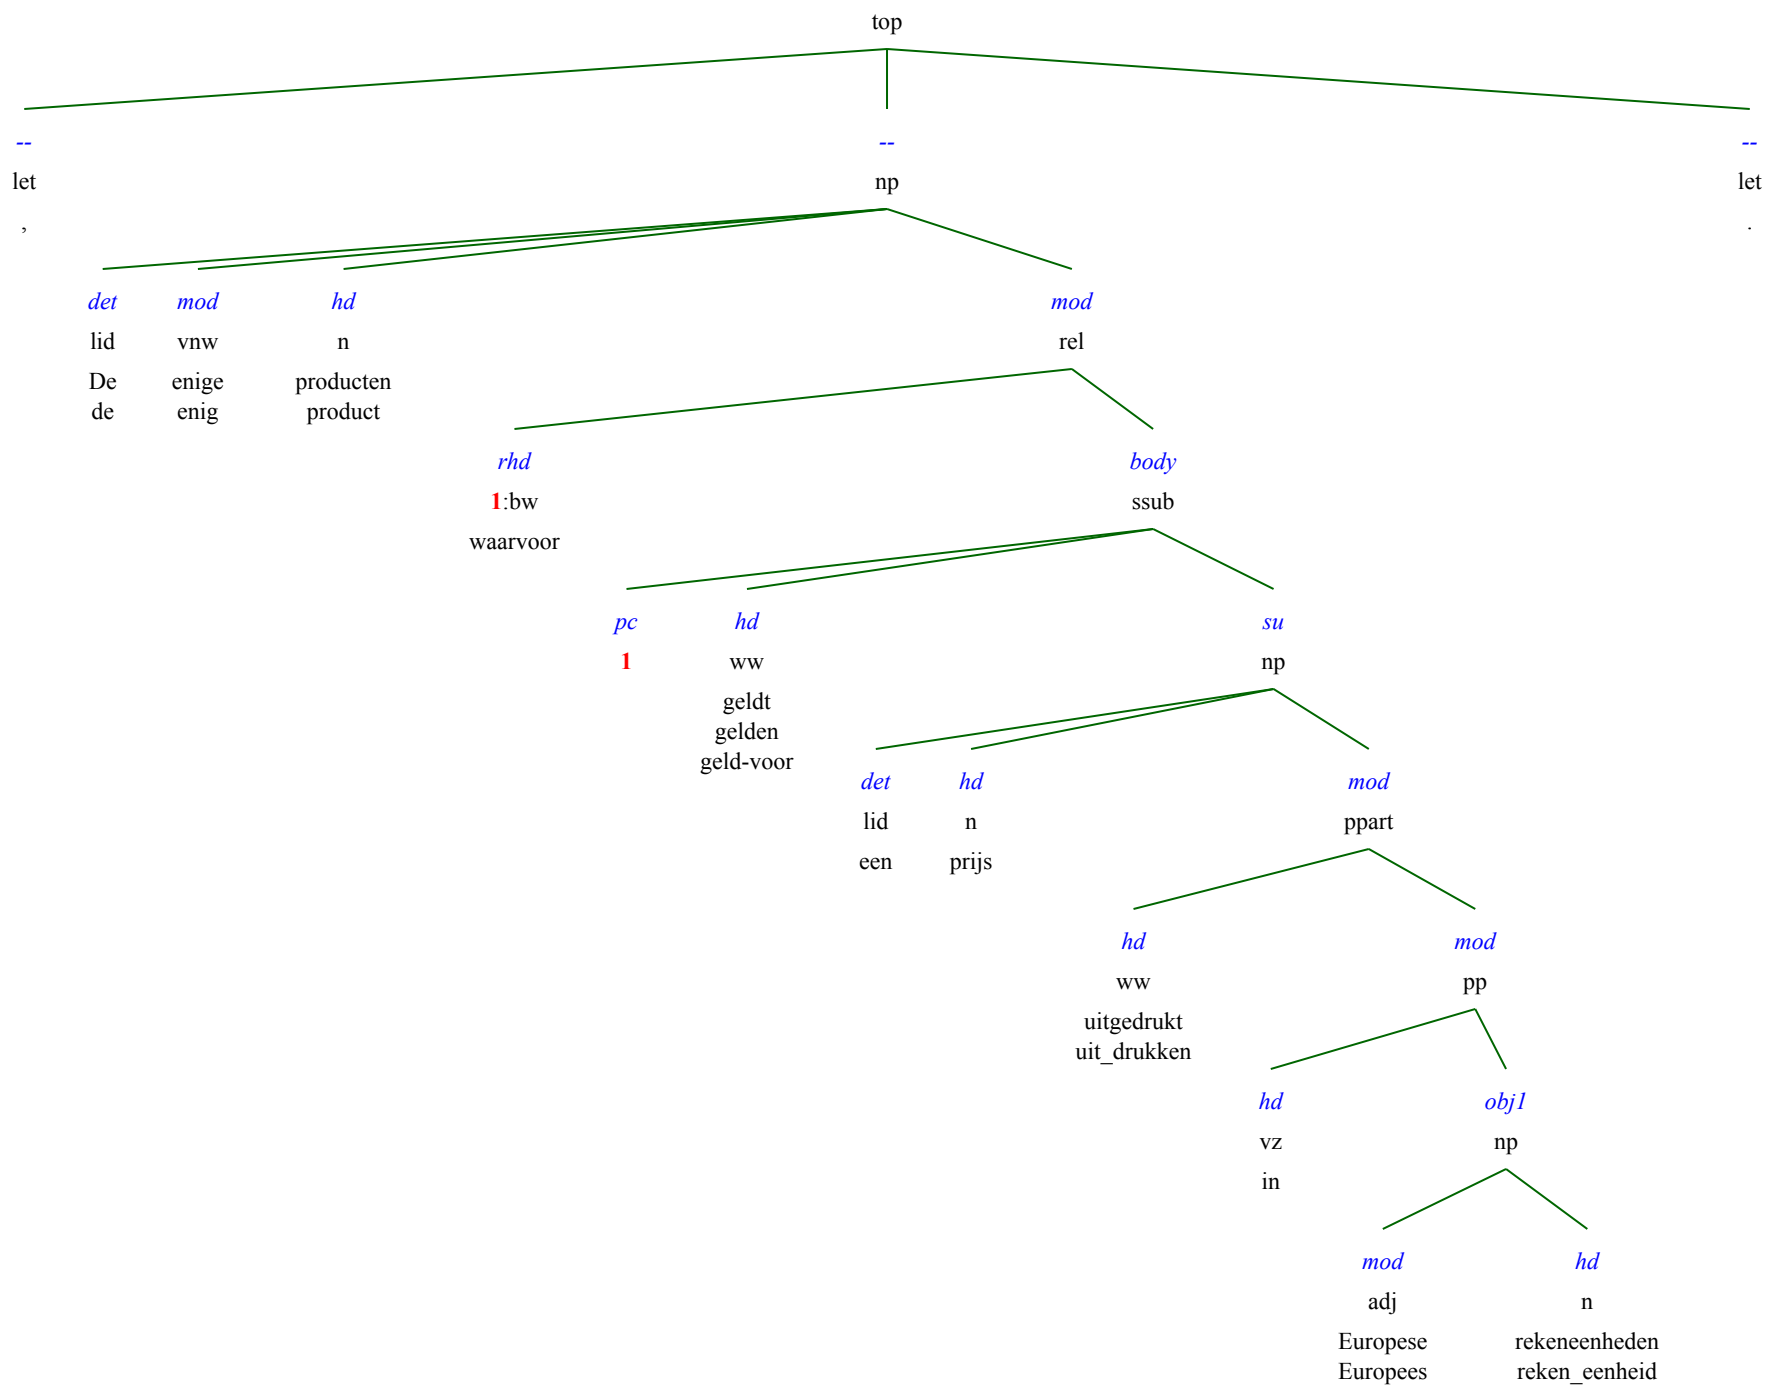 top
-- -- --
let np let
, .
det mod hd mod
lid vnw n rel
De enige producten
de enig product
rhd body
1:bw ssub
waarvoor
pc hd su
1 ww np
geldt
gelden
geld-voor
det hd mod
lid n ppart
een prijs
hd mod
ww pp
uitgedrukt
uit_drukken
hd obj1
vz np
in
mod hd
adj n
Europese rekeneenheden
Europees reken_eenheid